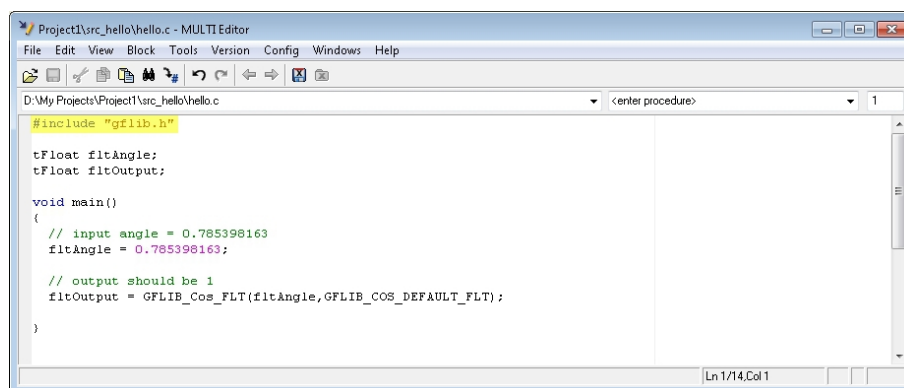 Project1\src_hello\hello.c - MULTI Editor
File Edit View Block Tools Version Config Windows Help
D:\My Projects\Project1\src_hello\hello.c <enter procedure> 1
#include "gflib.h"
tFloat fltAngle;
tFloat fltOutput;
void main()
{
// input angle = 0.785398163
fltAngle = 0.785398163;
// output should be 1
fltOutput = GFLIB_Cos_FLT(fltAngle,GFLIB_COS_DEFAULT_FLT);
}
Ln 1/14,Col 1